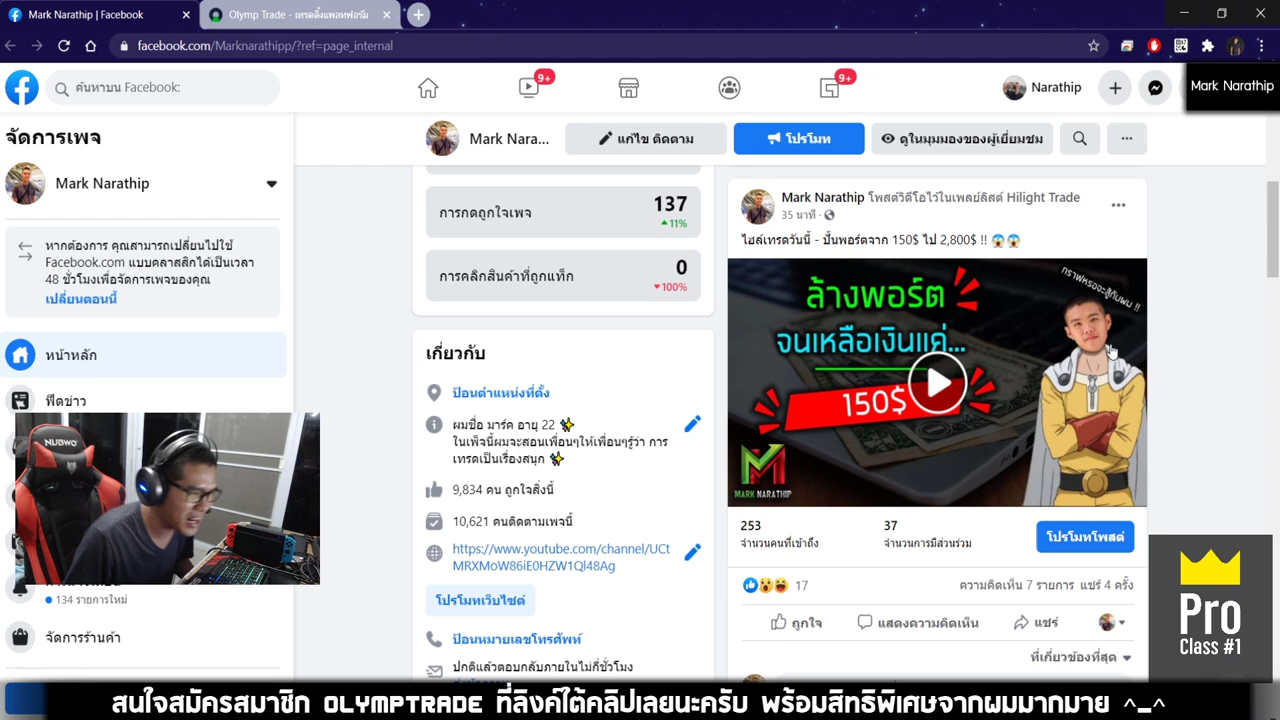 Mark Narathip | Facebook
Olymp Trade - เทรดดิ้งแพลทฟอร์ม
facebook.com/Marknarathipp/?ref=page_internal
ค้นหาบน Facebook:
9+
9+
Narathip
Mark Narathip
จัดการเพจ
Mark Nara...
แก้ไข ติดตาม
โปรโมท
ดูในมุมมองของผู้เยี่ยมชม
Mark Narathip
หากต้องการ คุณสามารถเปลี่ยนไปใช้
Facebook.com แบบคลาสสิกได้เป็นเวลา
48 ชั่วโมงเพื่อจัดการเพจของคุณ
เปลี่ยนตอนนี้
หน้าหลัก
ฟีดข่าว
134 รายการใหม่
จัดการร้านค้า
การกดถูกใจเพจ
137
11%
การคลิกสินค้าที่ถูกแท็ก
0
100%
เกี่ยวกับ
ป้อนตำแหน่งที่ตั้ง
ผมชื่อ มาร์ค อายุ 22 ✨
ในเพ็จนี้ผมจะสอนเพื่อนๆให้เพื่อนๆรู้ว่า การ
เทรดเป็นเรื่องสนุก ✨
9,834 คน ถูกใจสิ่งนี้
10,621 คนติดตามเพจนี้
https://www.youtube.com/channel/UCt
MRXMoW86iE0HZW1Ql48Ag
โปรโมทเว็บไซต์
ป้อนหมายเลขโทรศัพท์
ปกติแล้วตอบกลับภายในไม่กี่ชั่วโมง
Mark Narathip โพสต์วิดีโอไว้ในเพลย์ลิสต์ Hilight Trade
35 นาที
ไฮล์เทรดวันนี้ - ปั้นพอร์ตจาก 150$ ไป 2,800$ !! 😱😱
ล้างพอร์ต
จนเหลือเงินแค่...
150$
กราฟหรอจะสู้กับผม !!
MARK NARATHIP
253
จำนวนคนที่เข้าถึง
37
จำนวนการมีส่วนร่วม
โปรโมทโพสต์
17
ความคิดเห็น 7 รายการ แชร์ 4 ครั้ง
ถูกใจ
แสดงความคิดเห็น
แชร์
ที่เกี่ยวข้องที่สุด
NUBWO
Pro
Class #1
สนใจสมัครสมาชิก OLYMPTRADE ที่ลิงค์ใต้คลิปเลยนะครับ พร้อมสิทธิพิเศษจากผมมากมาย ^_^